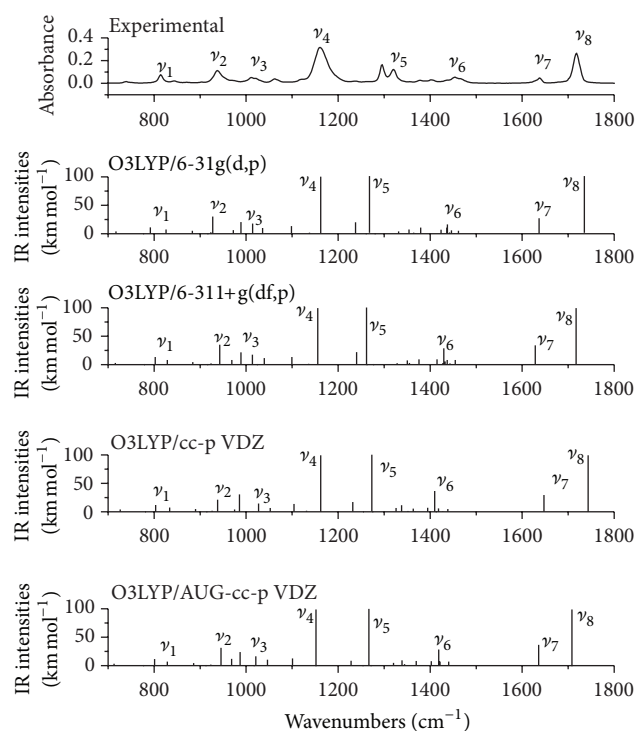 Experimental
Absorbance
0.4
0.2
0.0
ν1 ν2 ν3 ν4 ν5 ν6 ν7 ν8
800 1000 1200 1400 1600 1800
O3LYP/6-31g(d,p)
IR intensities
(km mol−1)
100
50
0
ν1 ν2 ν3 ν4 ν5 ν6 ν7 ν8
800 1000 1200 1400 1600 1800
O3LYP/6-311+g(df,p)
IR intensities
(km mol−1)
100
50
0
ν1 ν2 ν3 ν4 ν5 ν6 ν7 ν8
800 1000 1200 1400 1600 1800
O3LYP/cc-p VDZ
IR intensities
(km mol−1)
100
50
0
ν1 ν2 ν3 ν4 ν5 ν6 ν7 ν8
800 1000 1200 1400 1600 1800
O3LYP/AUG-cc-p VDZ
IR intensities
(km mol−1)
100
50
0
ν1 ν2 ν3 ν4 ν5 ν6 ν7 ν8
800 1000 1200 1400 1600 1800
Wavenumbers (cm−1)